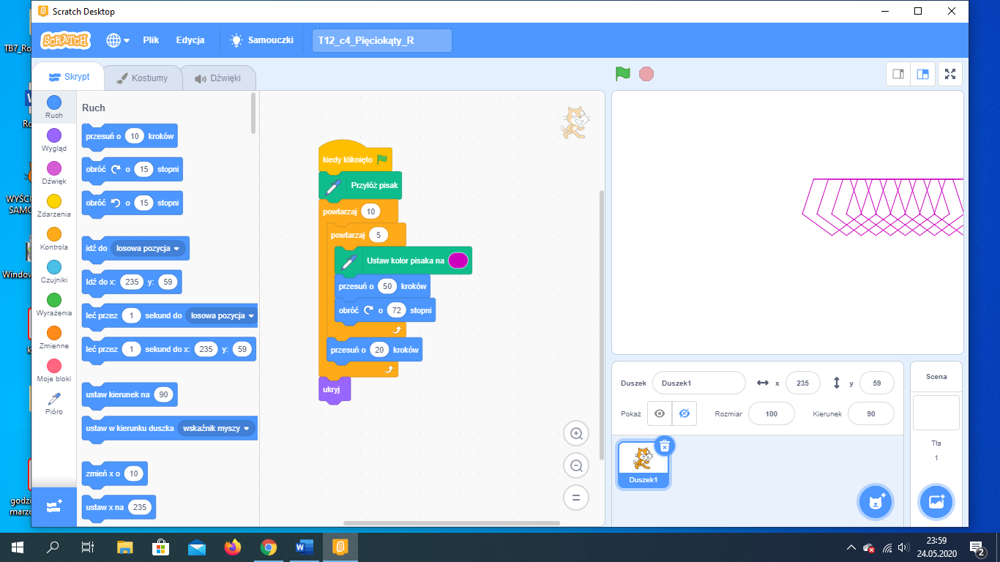 Scratch Desktop
TB7_Ro
SCRATCH
Plik
Edycja
Samouczki
T12_c4_Pięciokąty_R
Skrypt
Kostiumy
Dźwięki
Ruch
Wygląd
Dźwięk
Zdarzenia
Kontrola
Czujniki
Wyrażenia
Zmienne
Moje bloki
Pióro
Ruch
przesuń o 10 kroków
obróć o 15 stopni
obróć o 15 stopni
idź do losowa pozycja
Idź do x: 235 y: 59
leć przez 1 sekund do losowa pozycja
leć przez 1 sekund do x: 235 y: 59
ustaw kierunek na 90
ustaw w kierunku duszka wskaźnik myszy
zmień x o 10
ustaw x na 235
kiedy kliknięto
Przyłóż pisak
powtarzaj 10
powtarzaj 5
Ustaw kolor pisaka na
przesuń o 50 kroków
obróć o 72 stopni
przesuń o 20 kroków
ukryj
Duszek Duszek1 x 235 y 59
Pokaż Rozmiar 100 Kierunek 90
Duszek1
Scena
Tła
1
WYŚCI
SAMO
Window
godzi
marze
23:59
24.05.2020
2